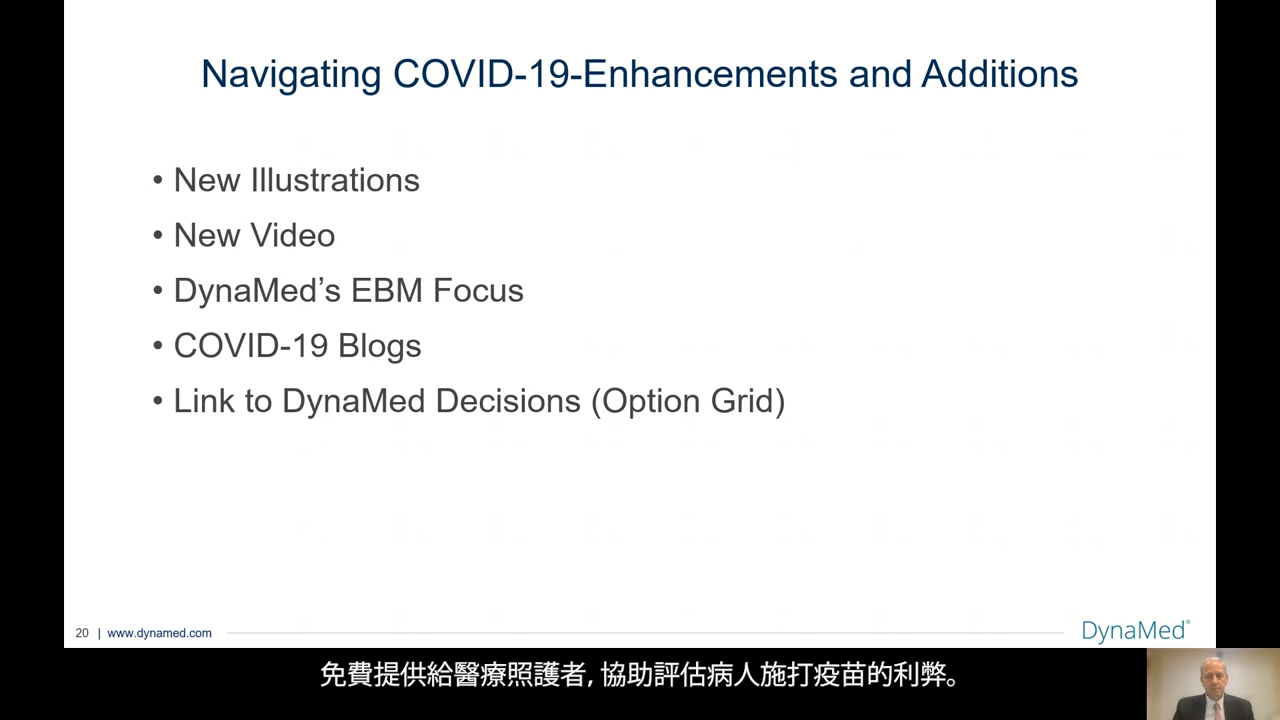 Navigating COVID-19-Enhancements and Additions
• New Illustrations
• New Video
• DynaMed’s EBM Focus
• COVID-19 Blogs
• Link to DynaMed Decisions (Option Grid)
20 | www.dynamed.com
DynaMed®
免費提供給醫療照護者, 協助評估病人施打疫苗的利弊。